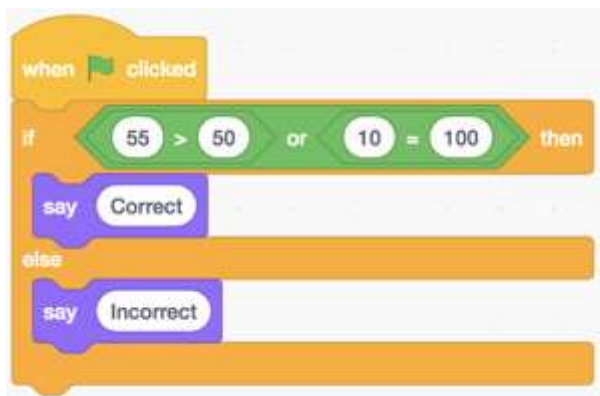 when clicked
if 55 > 50 or 10 = 100 then
say Correct
else
say Incorrect